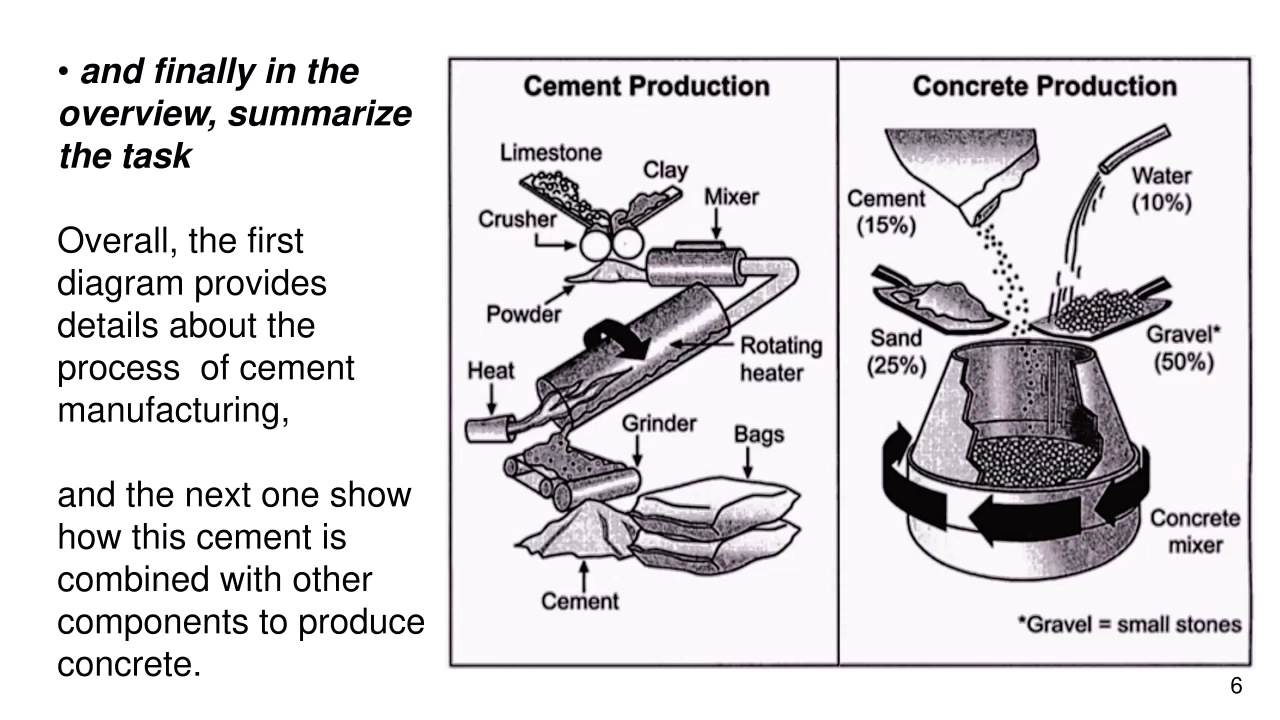 • and finally in the
overview, summarize
the task
Overall, the first
diagram provides
details about the
process  of cement
manufacturing,
and the next one show
how this cement is
combined with other
components to produce
concrete.
Cement Production
Limestone
Clay
Mixer
Crusher
Powder
Rotating
heater
Heat
Grinder
Bags
Cement
Concrete Production
Cement
(15%)
Water
(10%)
Sand
(25%)
Gravel*
(50%)
Concrete
mixer
*Gravel = small stones
6